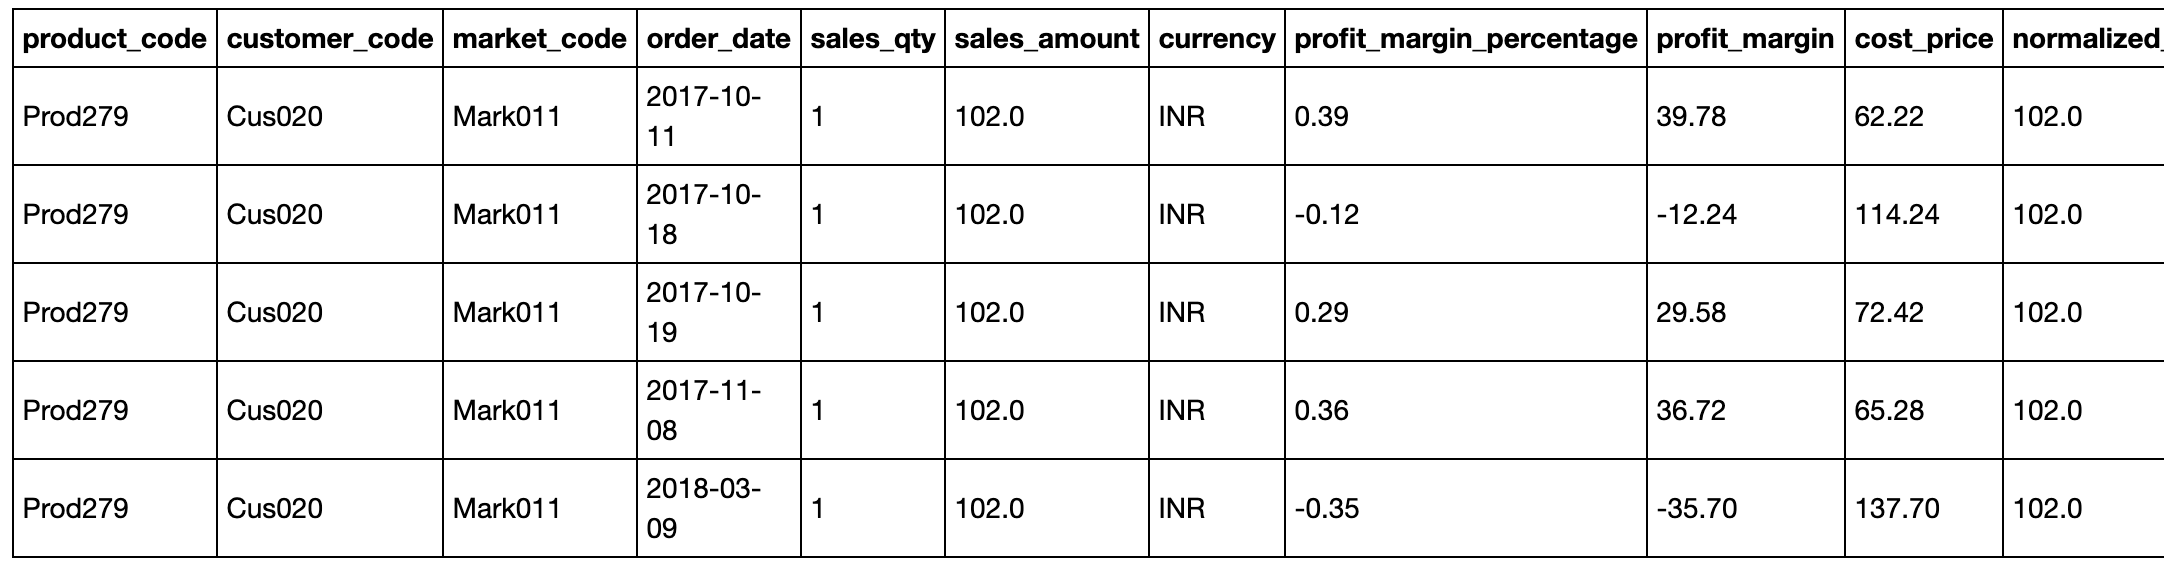 product_code customer_code market_code order_date sales_qty sales_amount currency profit_margin_percentage profit_margin cost_price normalized_
Prod279 Cus020 Mark011 2017-10-11 1 102.0 INR 0.39 39.78 62.22 102.0
Prod279 Cus020 Mark011 2017-10-18 1 102.0 INR -0.12 -12.24 114.24 102.0
Prod279 Cus020 Mark011 2017-10-19 1 102.0 INR 0.29 29.58 72.42 102.0
Prod279 Cus020 Mark011 2017-11-08 1 102.0 INR 0.36 36.72 65.28 102.0
Prod279 Cus020 Mark011 2018-03-09 1 102.0 INR -0.35 -35.70 137.70 102.0